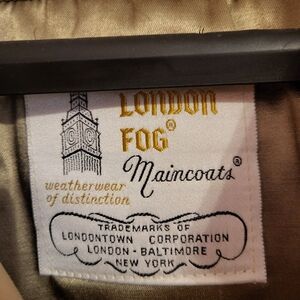 LONDON
FOG®
Maincoats®
weatherwear
of distinction
TRADEMARKS OF
LONDONTOWN CORPORATION
LONDON - BALTIMORE
NEW YORK